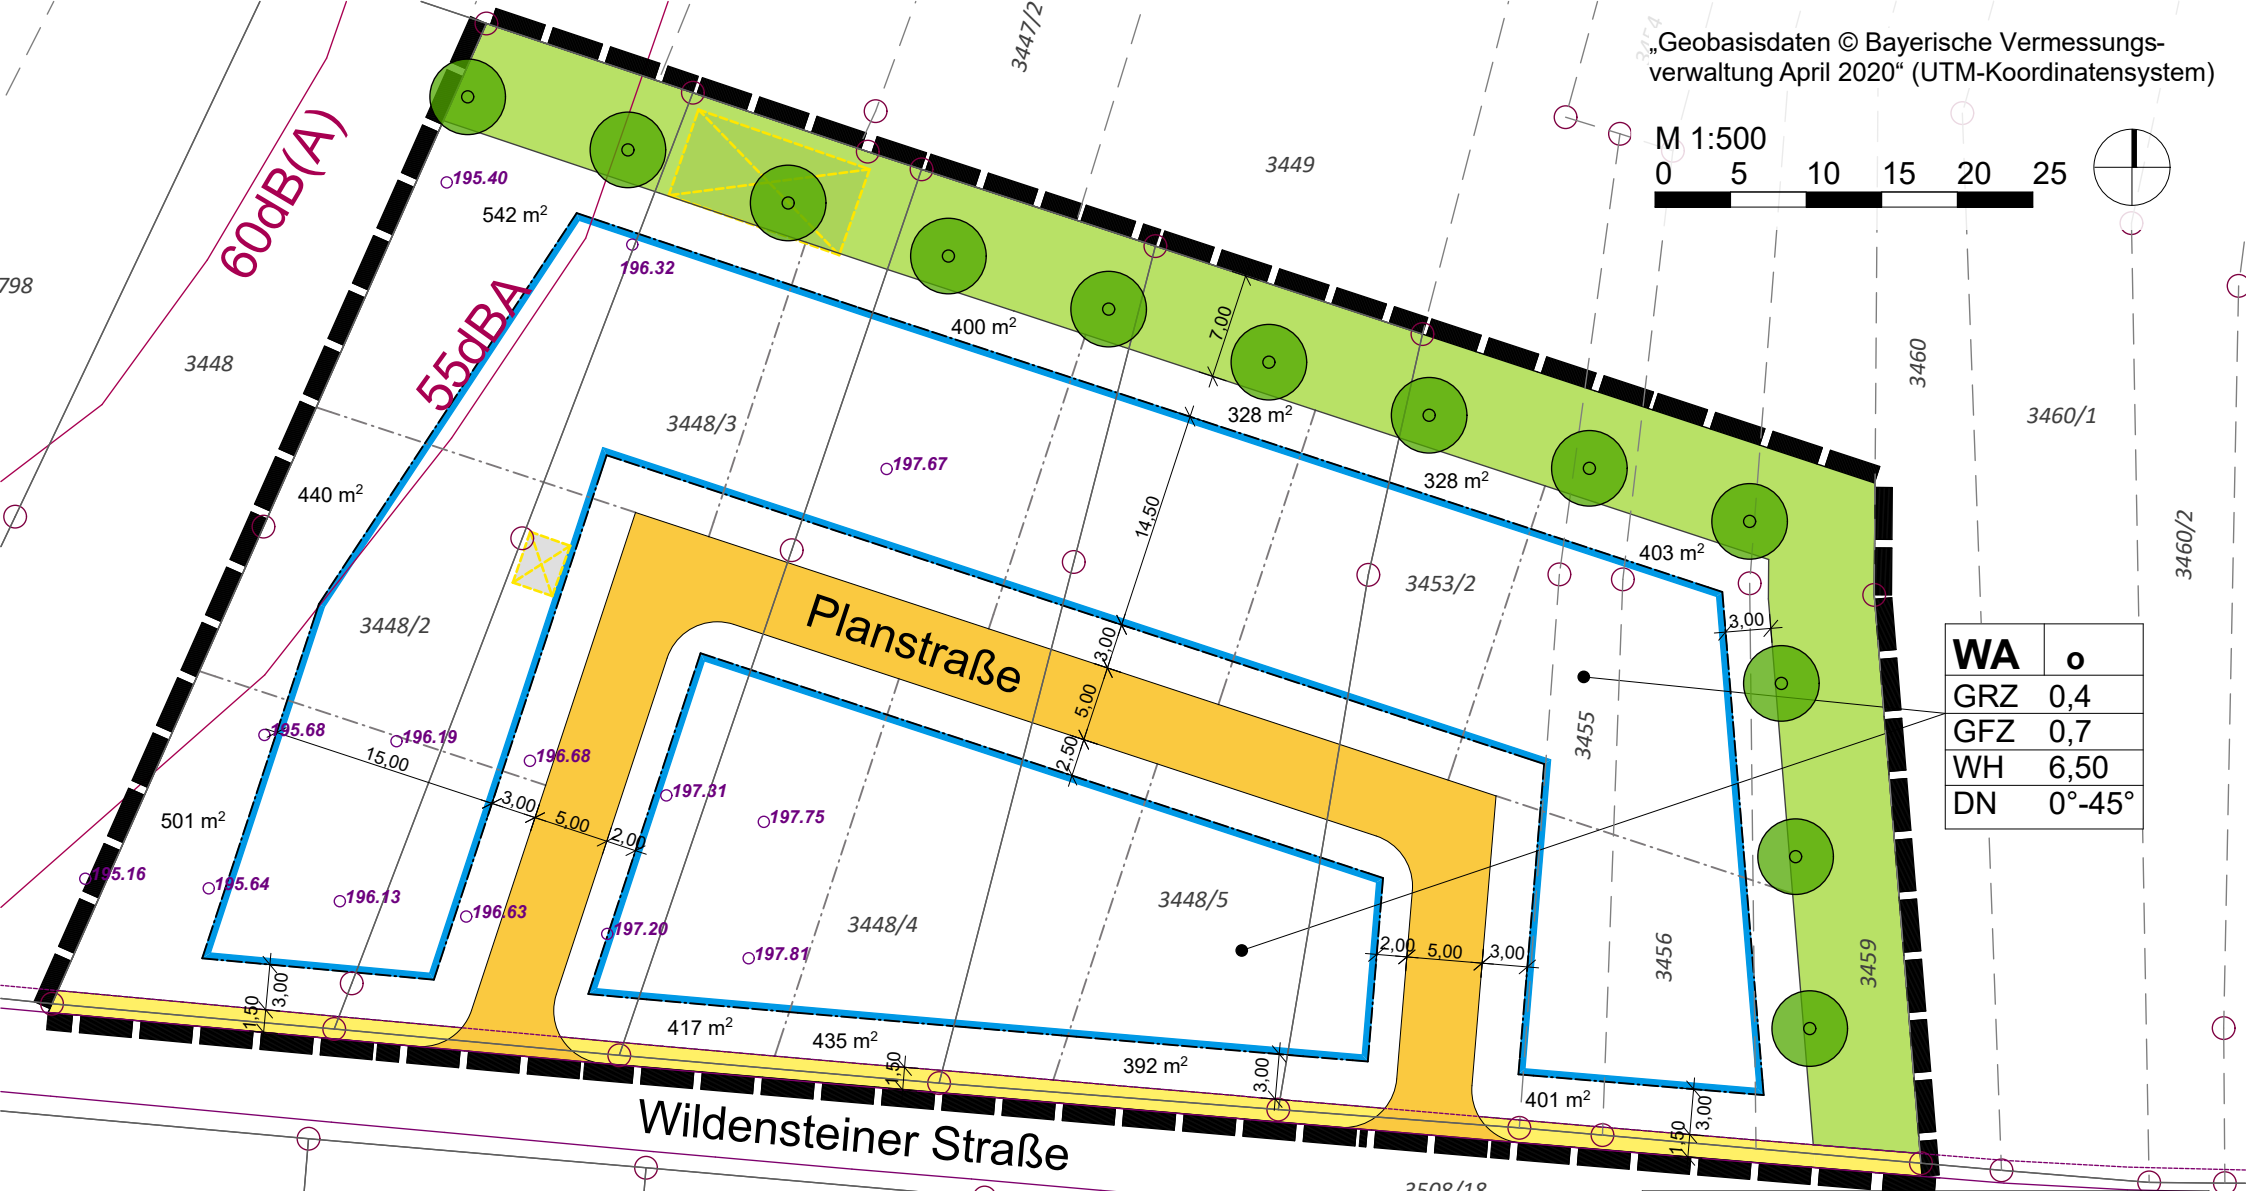 3447/2
„Geobasisdaten © Bayerische Vermessungs-
verwaltung April 2020“ (UTM-Koordinatensystem)
M 1:500
0 5 10 15 20 25
3449
60dB(A)
195.40
542 m²
196.32
798
55dBA
3448
400 m²
7,00
3460
3460/1
3448/3
328 m²
328 m²
197.67
440 m²
14,50
403 m²
3460/2
3453/2
3448/2
Planstraße
3,00
3,00
5,00
2,50
3455
WA o
GRZ 0,4
GFZ 0,7
WH 6,50
DN 0°-45°
195.68
196.19
196.68
15,00
3,00
5,00
2,00
197.31
197.75
501 m²
195.16
195.64
196.13
196.63
197.20
197.81
3448/4
3448/5
2,00
5,00
3,00
3456
3459
3,00
1,50
417 m²
435 m²
1,50
392 m²
3,00
401 m²
3,00
1,50
Wildensteiner Straße
3508/18